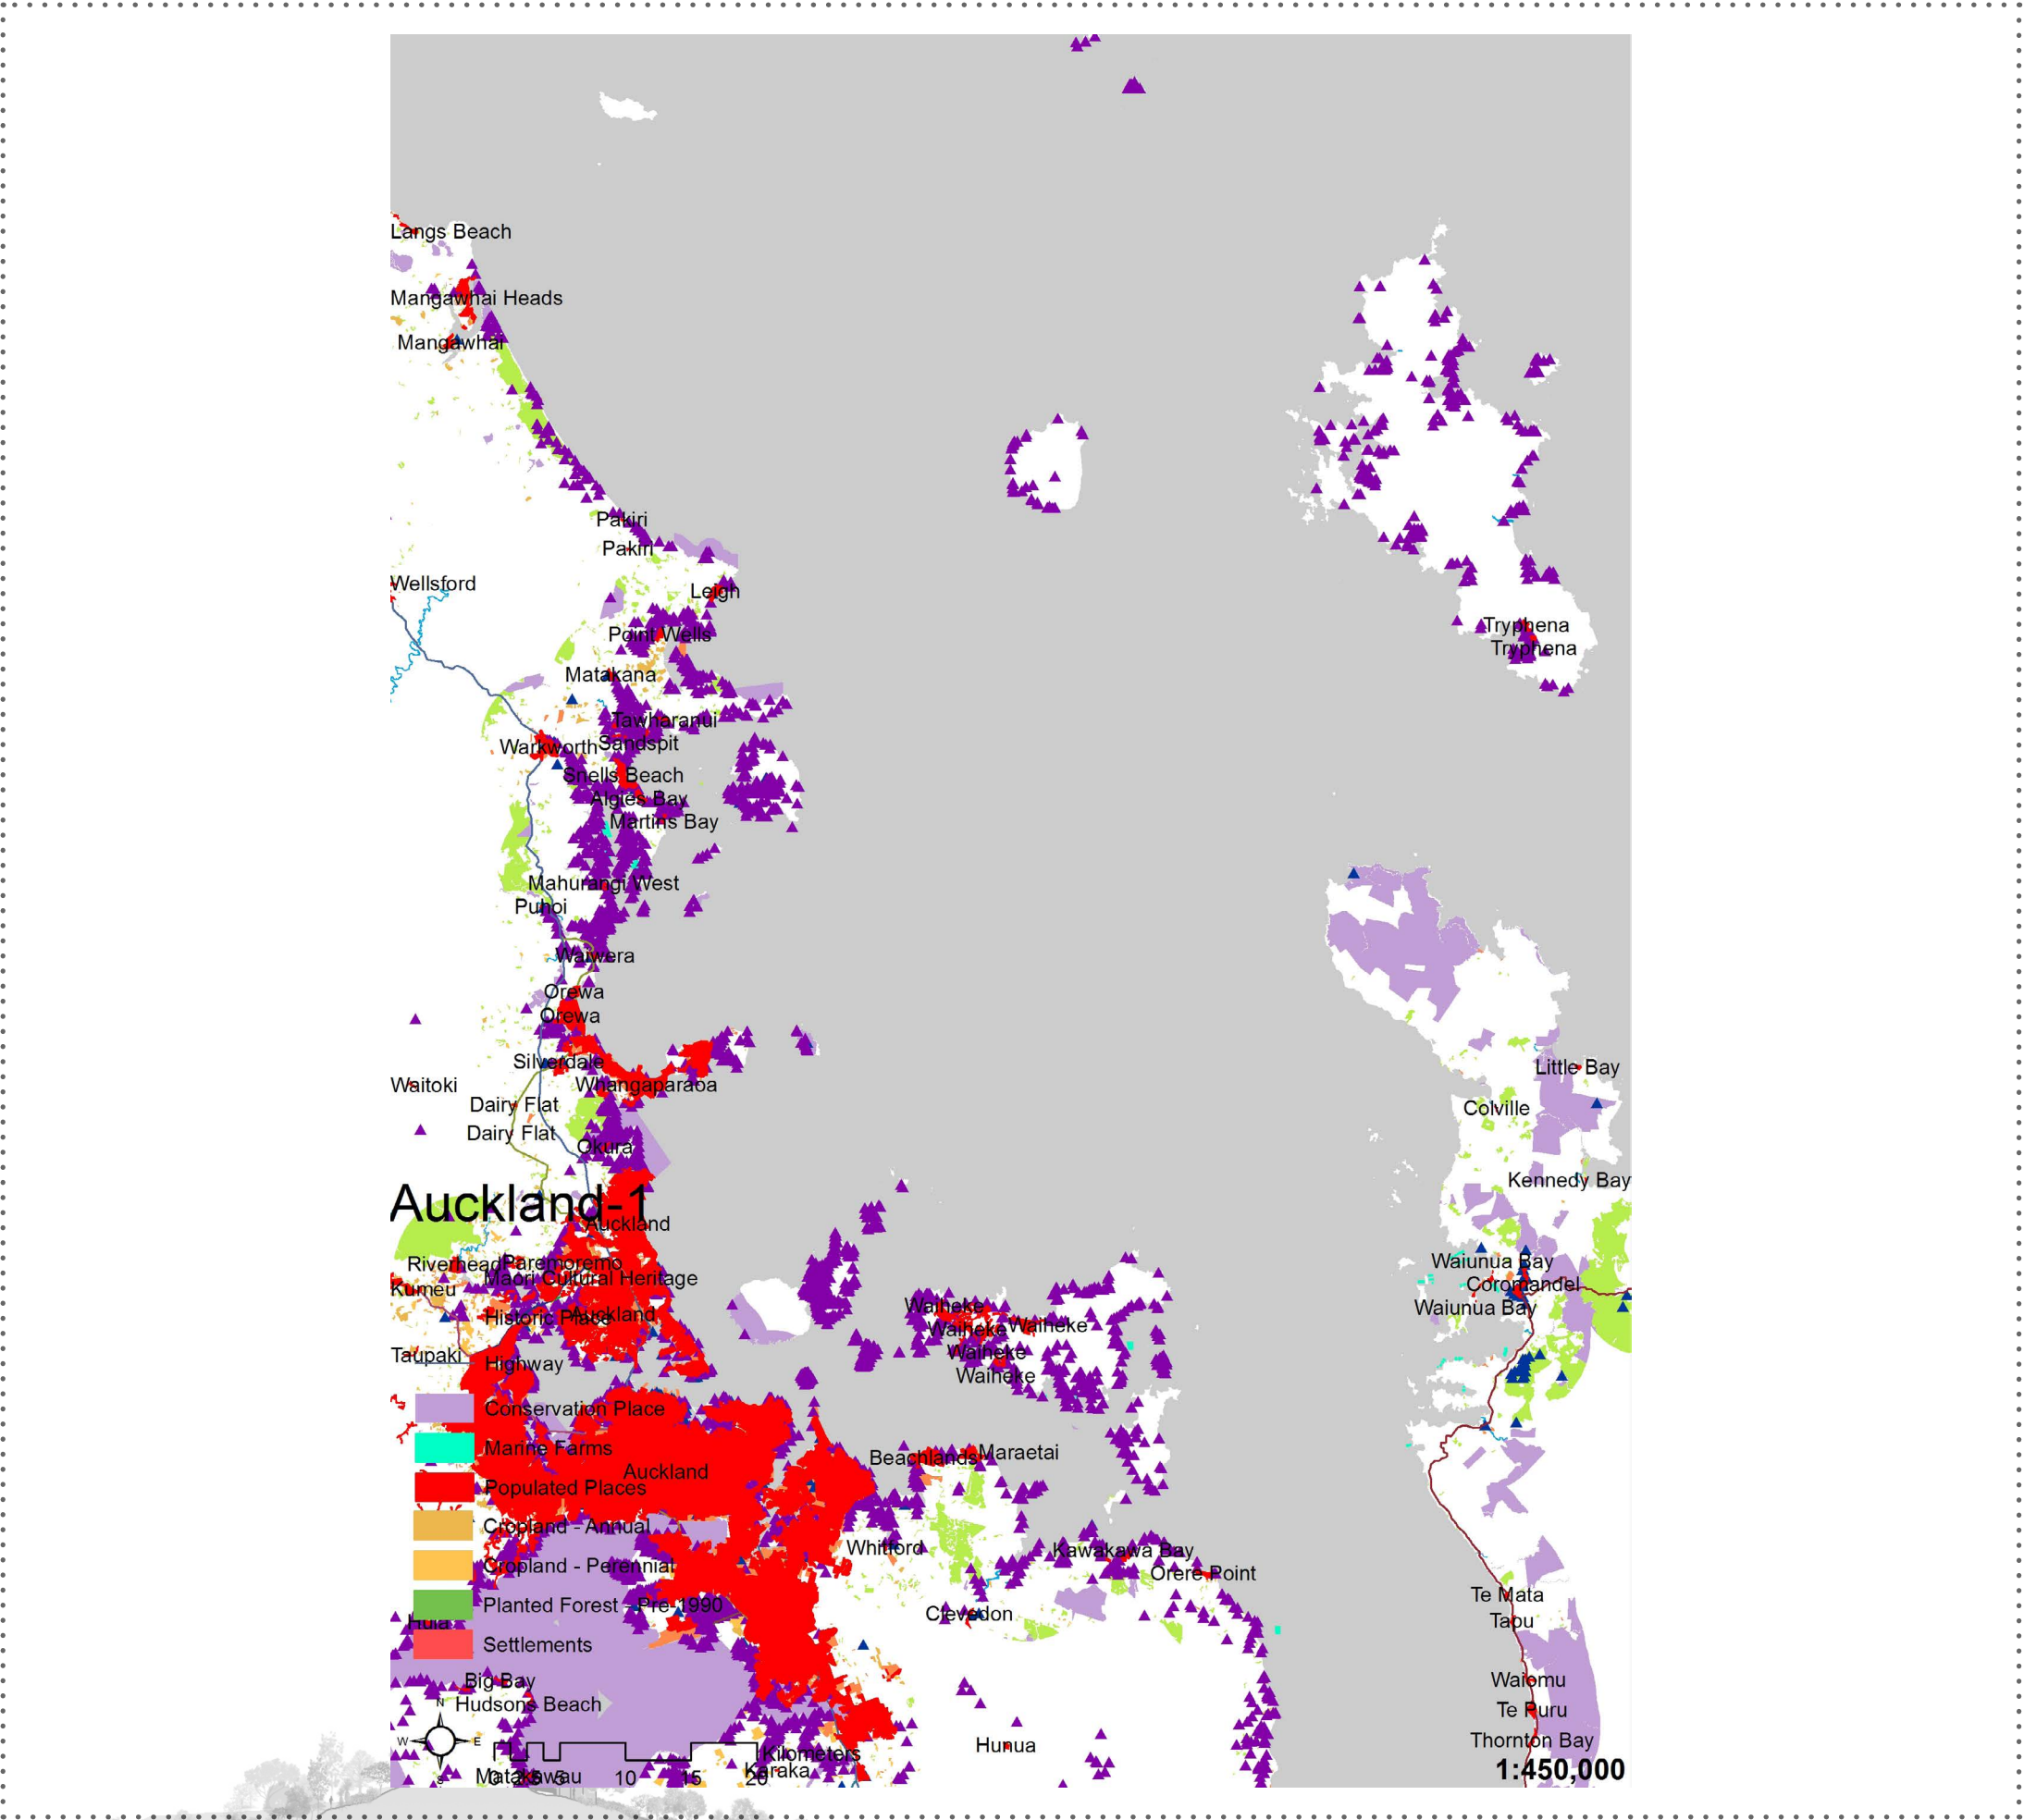 Langs Beach
Mangawhai Heads
Mangawhai
Pakiri
Pakiri
Wellsford
Leigh
Point Wells
Tryphena
Tryphena
Matakana
Tawharanui
Warkworth
Sandspit
Snells Beach
Algies Bay
Martins Bay
Mahurangi West
Puhoi
Waiwera
Orewa
Orewa
Silverdale
Little Bay
Waitoki
Whangaparaoa
Dairy Flat
Colville
Dairy Flat
Okura
Kennedy Bay
Auckland-1
Auckland
Riverhead
Paremoremo
Waiunua Bay
Maori Cultural Heritage
Kumeu
Coromandel
Waiheke
Waiunua Bay
Historic Place
Auckland
Waiheke
Waiheke
Taupaki
Waiheke
Highway
Waiheke
Conservation Place
Marine Farms
Beachlands
Maraetai
Auckland
Populated Places
Cropland - Annual
Whitford
Kawakawa Bay
Cropland - Perennial
Orere Point
Te Mata
Planted Forest - Pre 1990
Clevedon
Tapu
Huia
Settlements
Big Bay
Waiomu
N
Hudsons Beach
Te Puru
W
E
Thornton Bay
Hunua
Kilometers
1:450,000
S
Matakawau
0
5
10
15
20
Karaka